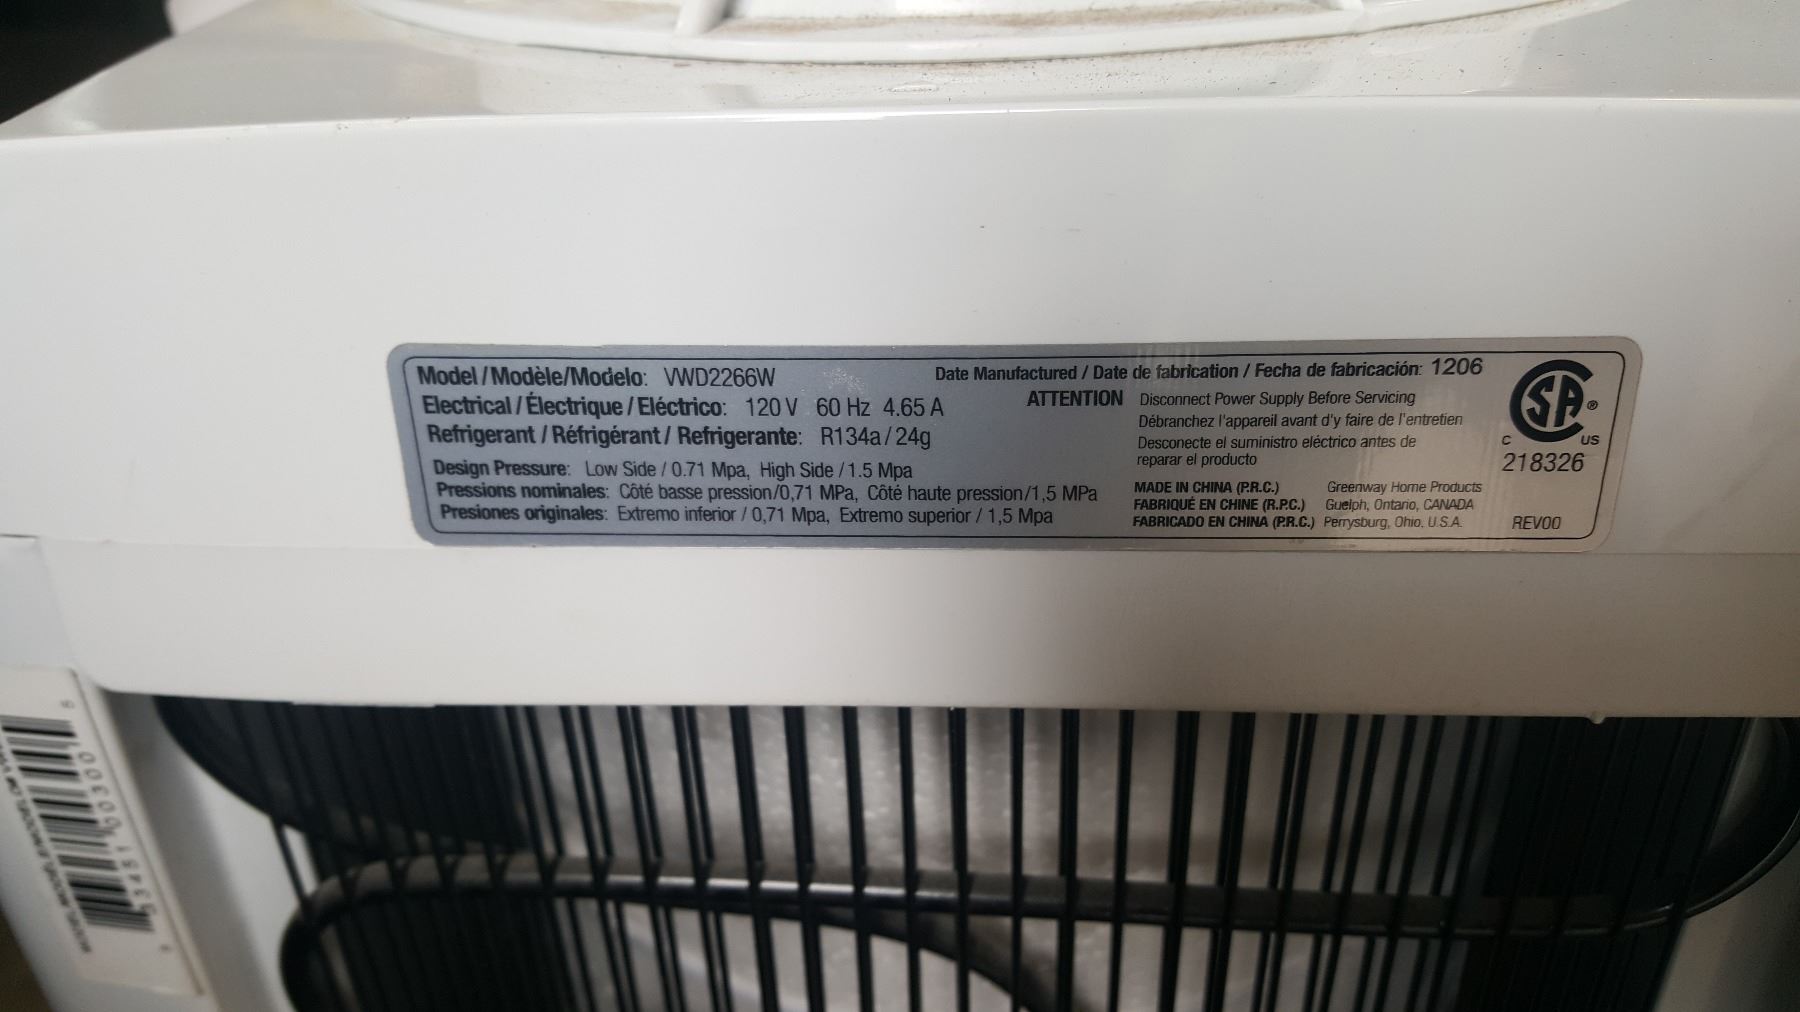 Model / Modèle/Modelo: VWD2266W
Date Manufactured / Date de fabrication / Fecha de fabricación: 1206
Electrical / Électrique / Eléctrico: 120 V 60 Hz 4.65 A
Refrigerant / Réfrigérant / Refrigerante: R134a / 24g
Design Pressure: Low Side / 0.71 Mpa, High Side / 1.5 Mpa
Pressions nominales: Côté basse pression/0,71 MPa, Côté haute pression/1,5 MPa
Presiones originales: Extremo inferior / 0,71 Mpa, Extremo superior / 1,5 Mpa
ATTENTION Disconnect Power Supply Before Servicing
Débranchez l'appareil avant d'y faire de l'entretien
Desconecte el suministro eléctrico antes de
reparar el producto
MADE IN CHINA (P.R.C.) Greenway Home Products
FABRIQUÉ EN CHINE (R.P.C.) Guelph, Ontario, CANADA
FABRICADO EN CHINA (P.R.C.) Perrysburg, Ohio, U.S.A.
SA ®
C US
218326
REV00